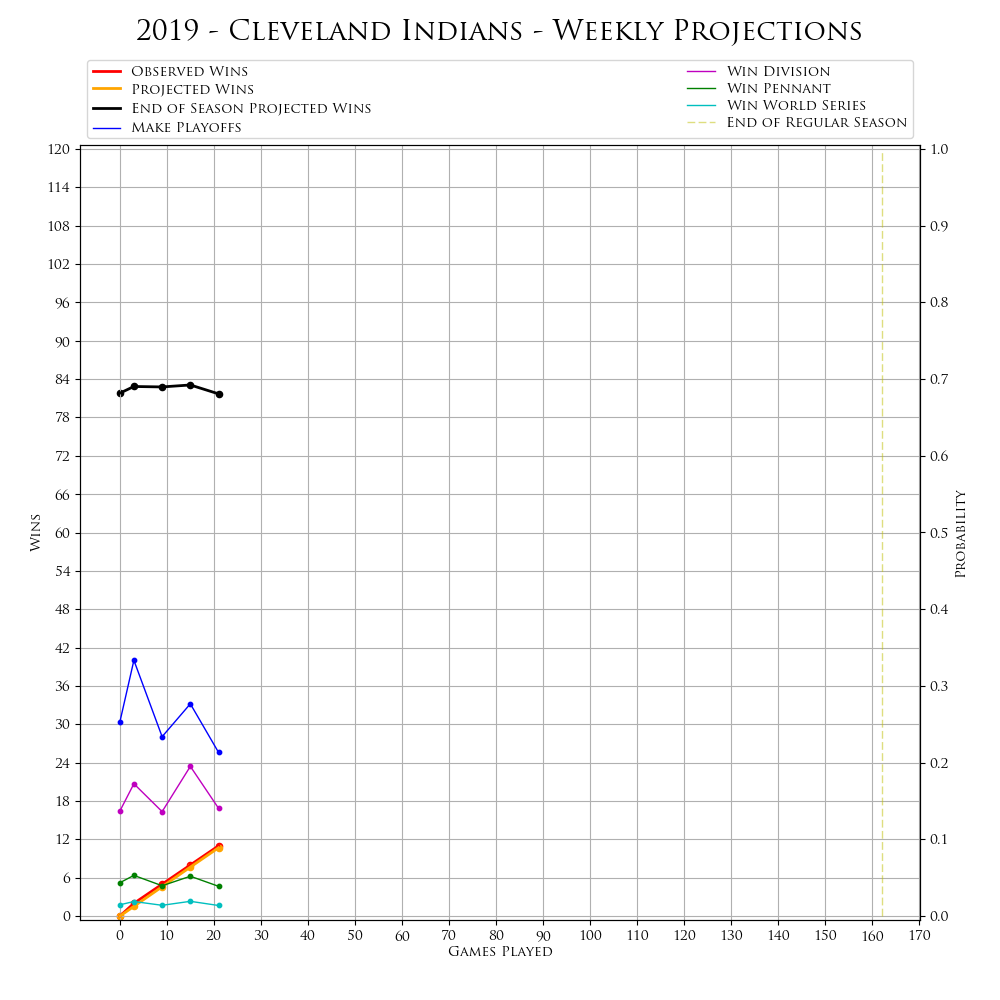 2019 - Cleveland Indians - Weekly Projections
Observed Wins
Projected Wins
End of Season Projected Wins
Make Playoffs
Win Division
Win Pennant
Win World Series
End of Regular Season
120
114
108
102
96
90
84
78
72
66
60
54
48
42
36
30
24
18
12
6
0
Wins
1.0
0.9
0.8
0.7
0.6
0.5
0.4
0.3
0.2
0.1
0.0
Probability
0 10 20 30 40 50 60 70 80 90 100 110 120 130 140 150 160 170
Games Played